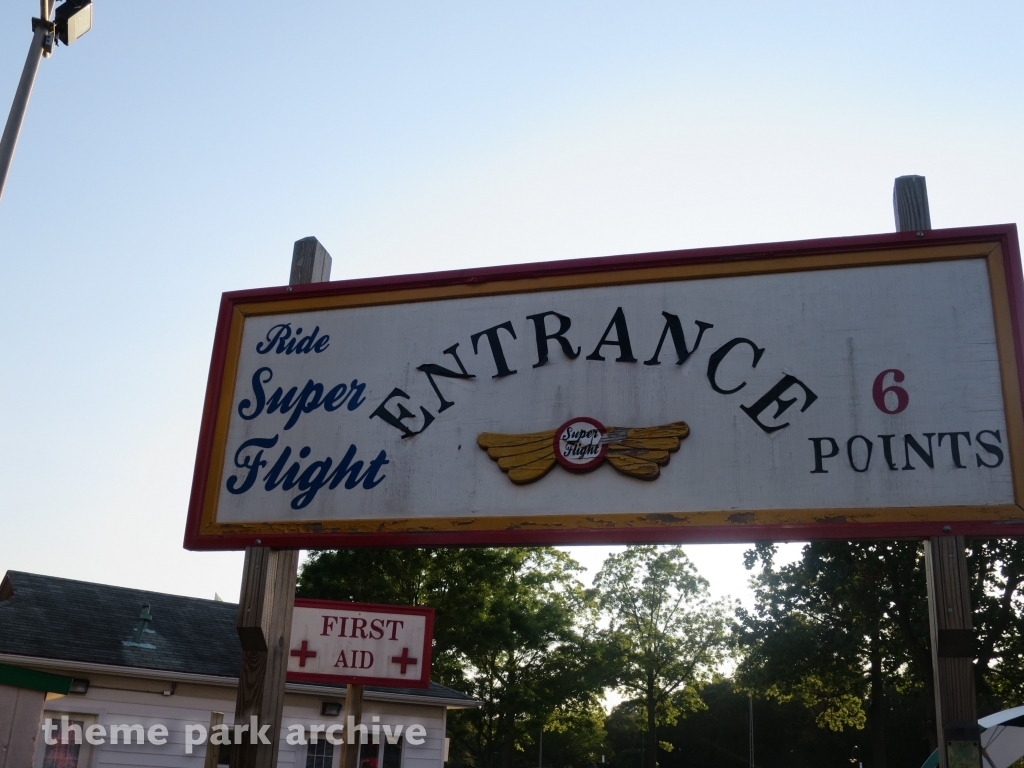 Ride
Super
Flight
ENTRANCE
Super
Flight
6
POINTS
FIRST
AID
theme park archive